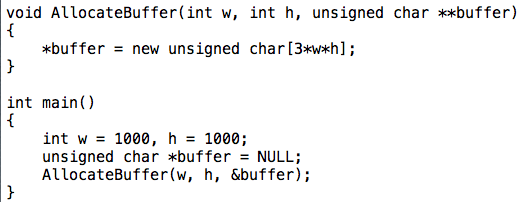 void AllocateBuffer(int w, int h, unsigned char **buffer)
{
    *buffer = new unsigned char[3*w*h];
}

int main()
{
    int w = 1000, h = 1000;
    unsigned char *buffer = NULL;
    AllocateBuffer(w, h, &buffer);
}